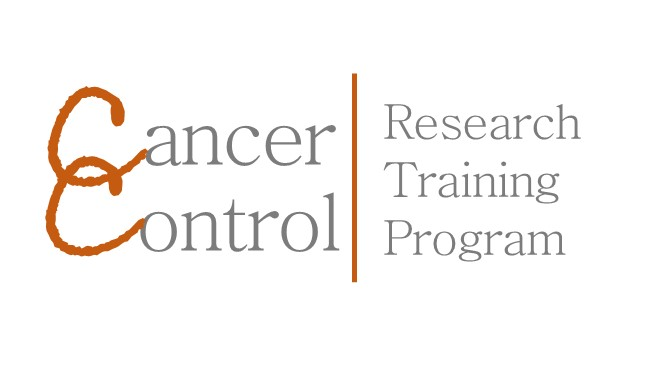 Cancer
Control
Research
Training
Program